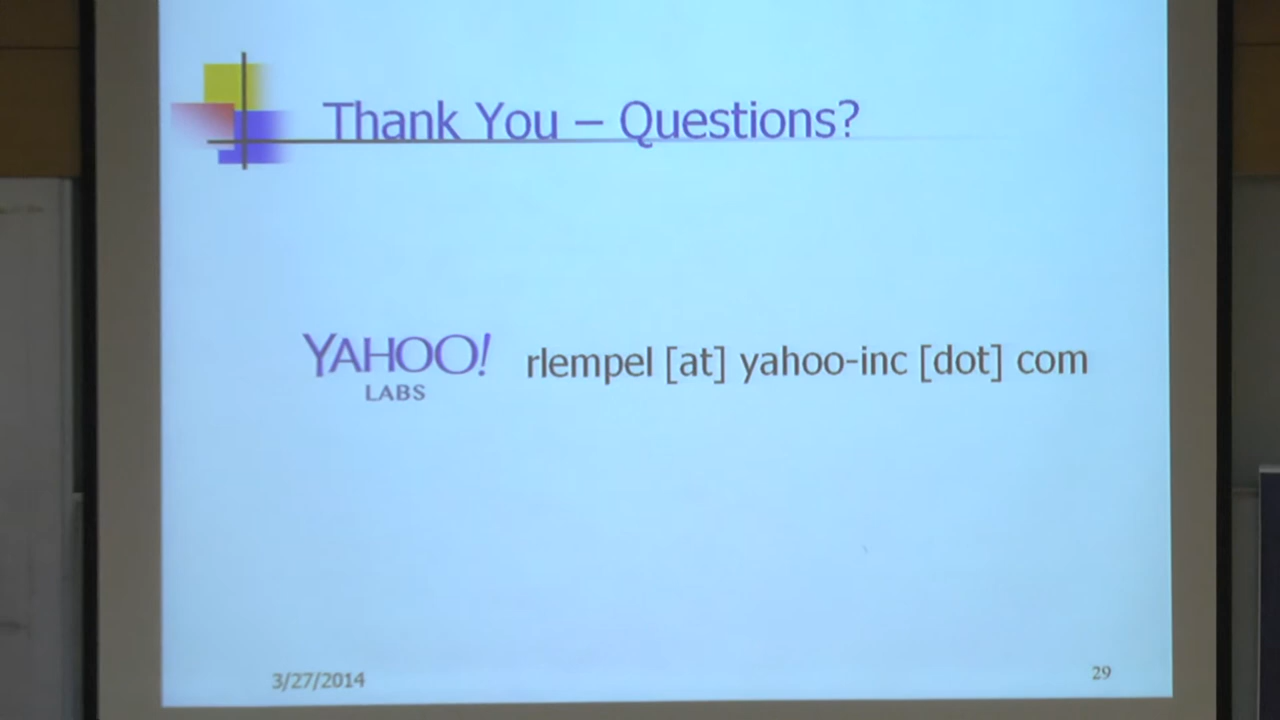 Thank You – Questions?
YAHOO!
LABS
rlempel [at] yahoo-inc [dot] com
3/27/2014
29